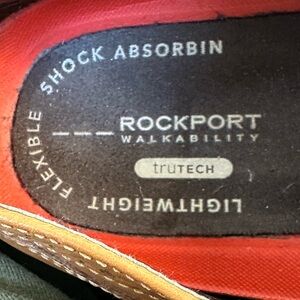 SHOCK ABSORBIN
FLEXIBLE
ROCKPORT
WALKABILITY
truTECH
LIGHTWEIGHT